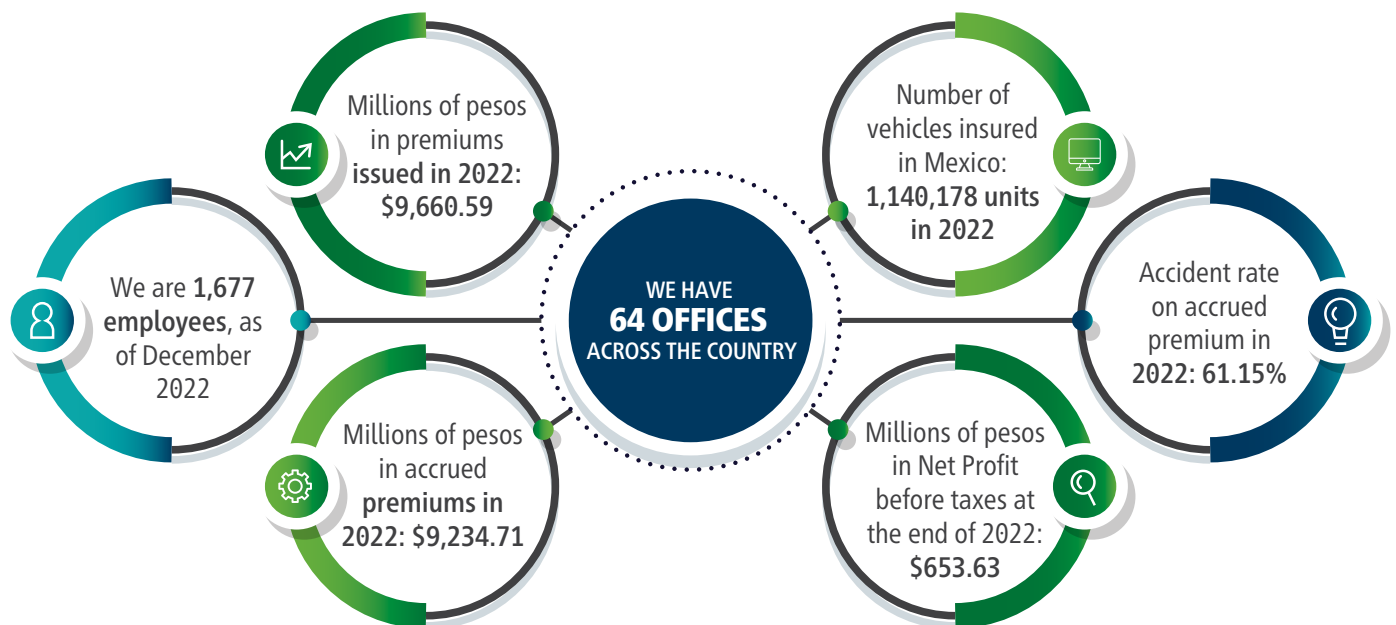 Millions of pesos
in premiums
issued in 2022:
$9,660.59
Number of
vehicles insured
in Mexico:
1,140,178 units
in 2022
We are 1,677
employees, as
of December
2022
WE HAVE
64 OFFICES
ACROSS THE COUNTRY
Accident rate
on accrued
premium in
2022: 61.15%
Millions of pesos
in accrued
premiums in
2022: $9,234.71
Millions of pesos
in Net Profit
before taxes at
the end of 2022:
$653.63